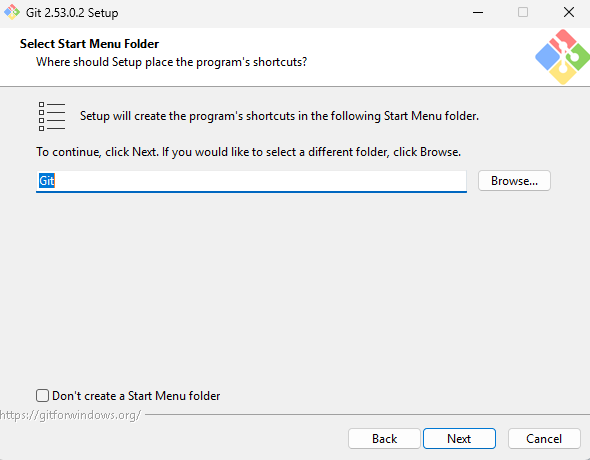 Git 2.53.0.2 Setup
Select Start Menu Folder
Where should Setup place the program's shortcuts?
Setup will create the program's shortcuts in the following Start Menu folder.
To continue, click Next. If you would like to select a different folder, click Browse.
Git
Browse...
Don't create a Start Menu folder
https://gitforwindows.org/
Back
Next
Cancel